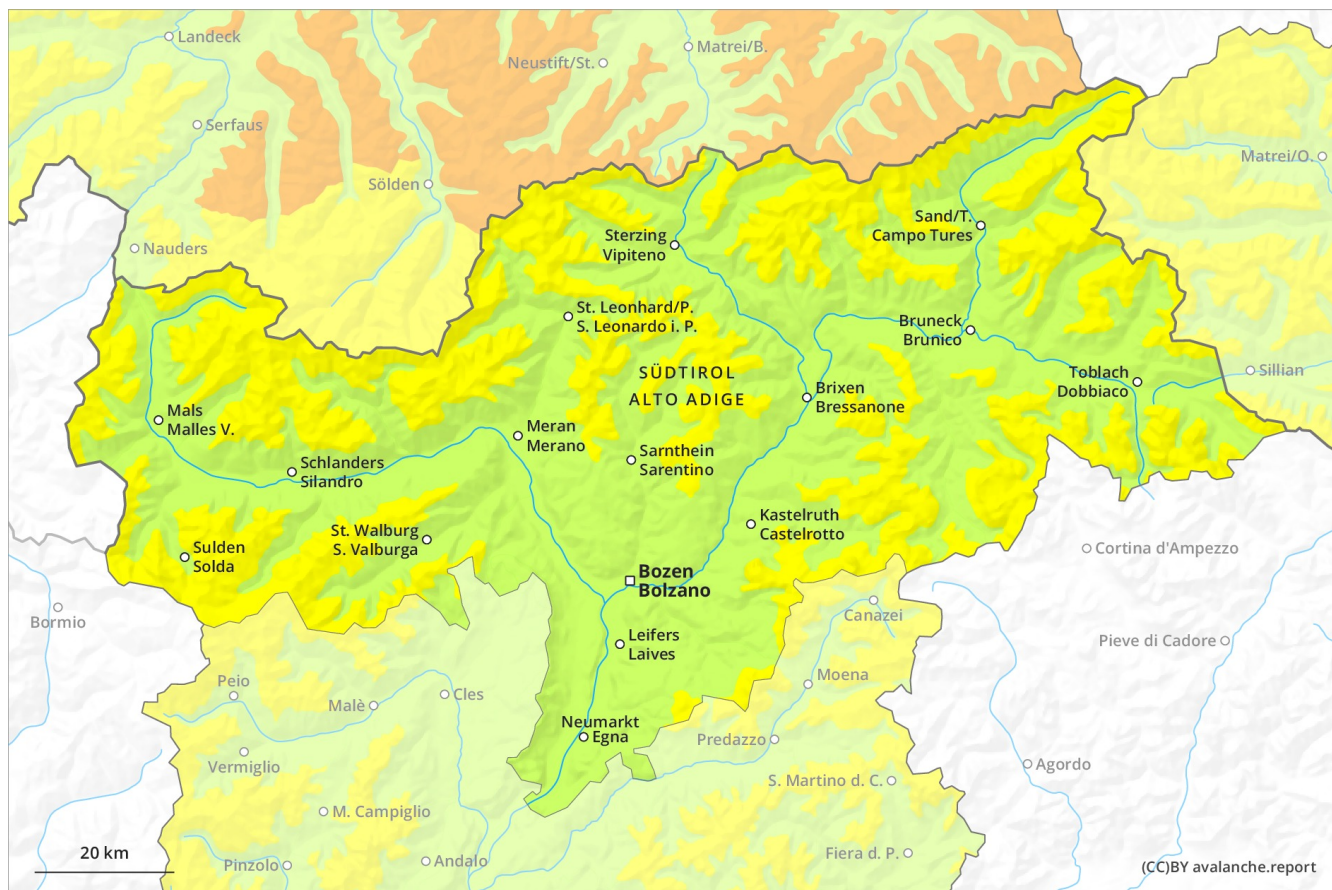 Landeck
Matrei/B.
Neustift/St.
Serfaus
Matrei/O.
Sölden
Sand/T.
Campo Tures
Sterzing
Vipiteno
Nauders
St. Leonhard/P.
S. Leonardo i. P.
Bruneck
Brunico
SÜDTIROL
ALTO ADIGE
Toblach
Dobbiaco
Sillian
Brixen
Bressanone
Mals
Malles V.
Meran
Merano
Sarnthein
Sarentino
Schlanders
Silandro
Kastelruth
Castelrotto
St. Walburg
S. Valburga
Sulden
Solda
Cortina d'Ampezzo
Bozen
Bolzano
Bormio
Canazei
Leifers
Laives
Pieve di Cadore
Peio
Moena
Malè
Cles
Neumarkt
Egna
Predazzo
Vermiglio
Agordo
S. Martino d. C.
M. Campiglio
20 km
Pinzolo
Andalo
Fiera d. P.
(CC)BY avalanche.report